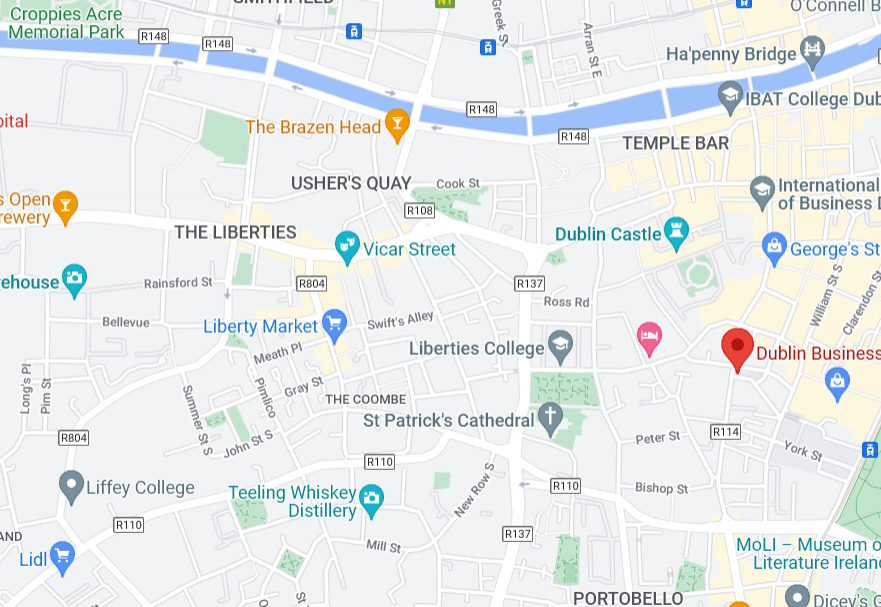 SMITHFIELD
N1
O'Connell B
Croppies Acre
Memorial Park
R148
R148
Greek St
Arran St E
Ha'penny Bridge
IBAT College Dub
R148
R148
The Brazen Head
TEMPLE BAR
pital
USHER'S QUAY
Cook St
International
of Business D
s Open
rewery
R108
THE LIBERTIES
Vicar Street
Dublin Castle
George's St
ehouse
Rainsford St
R804
R137
Ross Rd
William St S
Clarendon St
Bellevue
Liberty Market
Swift's Alley
Liberties College
Dublin Business
Meath Pl
Long's Pl
Pim St
Summer St S
Pimlico
Gray St
THE COOMBE
St Patrick's Cathedral
R804
John St S
Peter St
R114
York St
R110
Liffey College
Teeling Whiskey
Distillery
New Row S
R110
Bishop St
R110
AND
Lidl
Mill St
R137
MoLI – Museum o
Literature Ireland
PORTOBELLO
Dicey's G
St